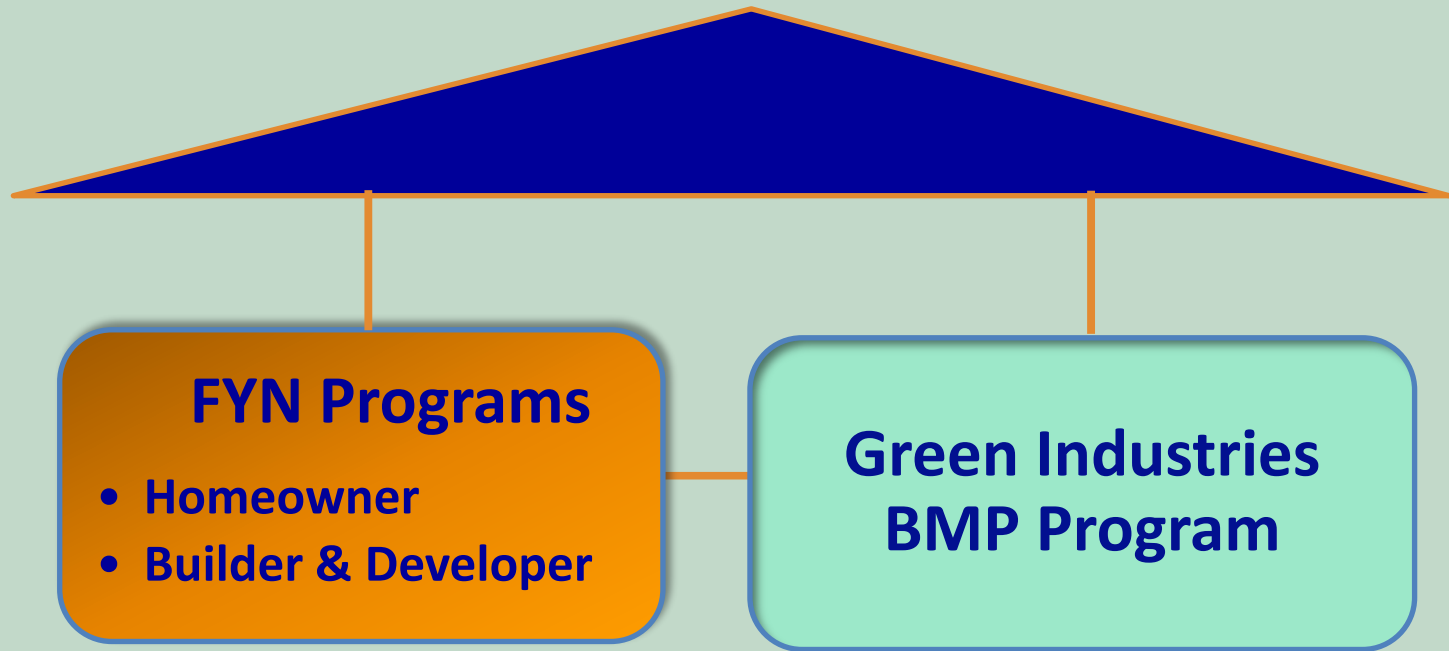 FYN Programs
• Homeowner
• Builder & Developer
Green Industries
BMP Program